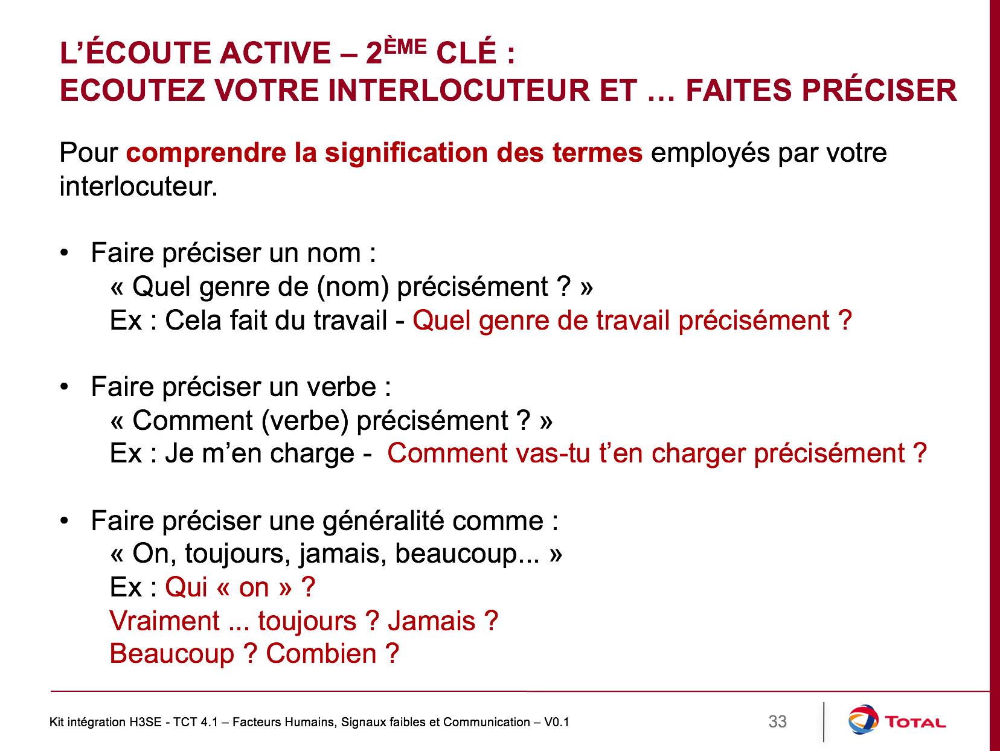 L’ÉCOUTE ACTIVE – 2ÈME CLÉ :
ECOUTEZ VOTRE INTERLOCUTEUR ET … FAITES PRÉCISER
Pour comprendre la signification des termes employés par votre
interlocuteur.
• Faire préciser un nom :
« Quel genre de (nom) précisément ? »
Ex : Cela fait du travail - Quel genre de travail précisément ?
• Faire préciser un verbe :
« Comment (verbe) précisément ? »
Ex : Je m’en charge - Comment vas-tu t’en charger précisément ?
• Faire préciser une généralité comme :
« On, toujours, jamais, beaucoup... »
Ex : Qui « on » ?
Vraiment ... toujours ? Jamais ?
Beaucoup ? Combien ?
Kit intégration H3SE - TCT 4.1 – Facteurs Humains, Signaux faibles et Communication – V0.1
33
TOTAL